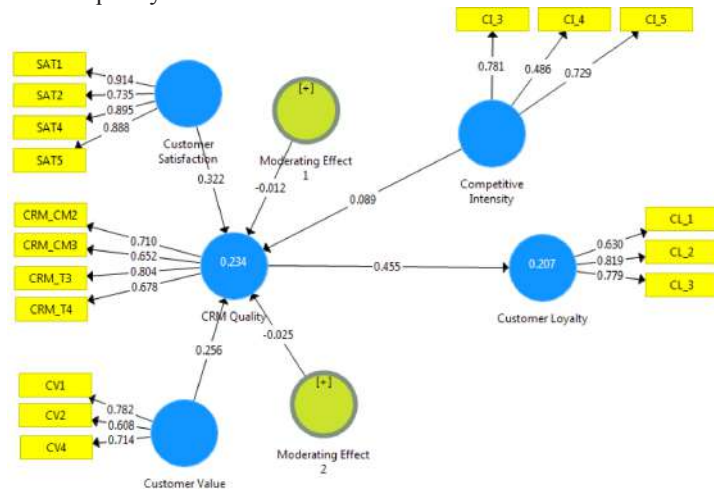 CI_3
CI_4
CI_5
SAT1
SAT2
SAT4
SAT5
0.914
0.735
0.895
0.888
Customer
Satisfaction
[+]
Moderating Effect
1
0.781
0.486
0.729
Competitive
Intensity
0.322
-0.012
0.089
CRM_CM2
CRM_CM3
CRM_T3
CRM_T4
0.710
0.652
0.804
0.678
0.234
CRM Quality
0.455
0.207
Customer Loyalty
0.630
0.819
0.779
CL_1
CL_2
CL_3
0.256
-0.025
CV1
CV2
CV4
0.782
0.608
0.714
Customer Value
[+]
Moderating Effect
2